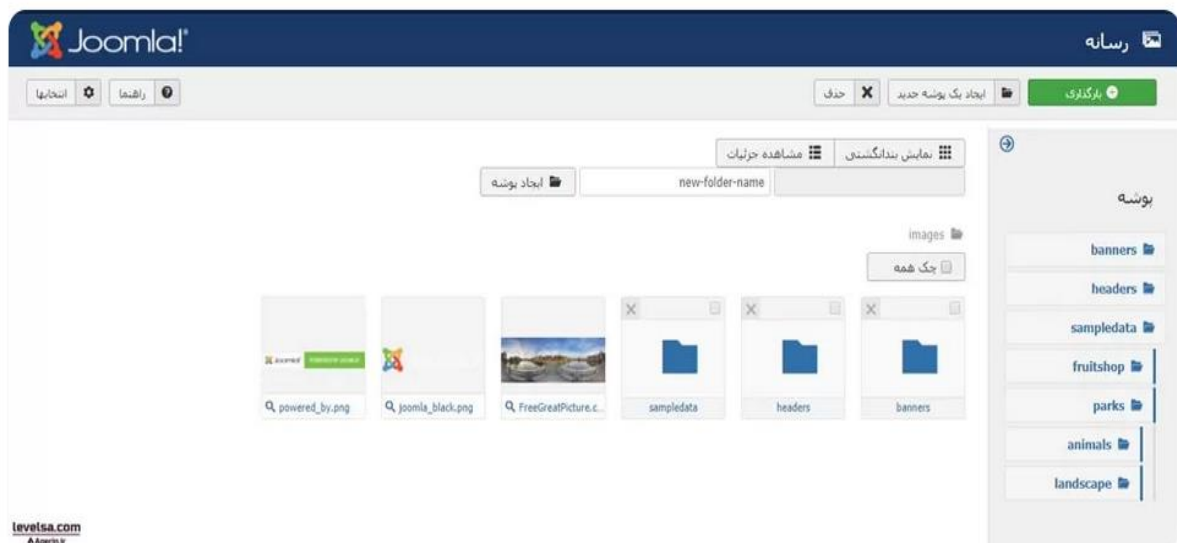 رسانه
Joomla!®
بارگذاری
ایجاد یک پوشه جدید
حذف
راهنما
انتخابها
پوشه
banners
headers
sampledata
fruitshop
parks
animals
landscape
نمایش بندانگشتی
مشاهده جزئیات
new-folder-name
ایجاد پوشه
images
چک همه
banners
headers
sampledata
FreeGreatPicture.c...
joomla_black.png
powered_by.png
Joomla!
levelsa.com